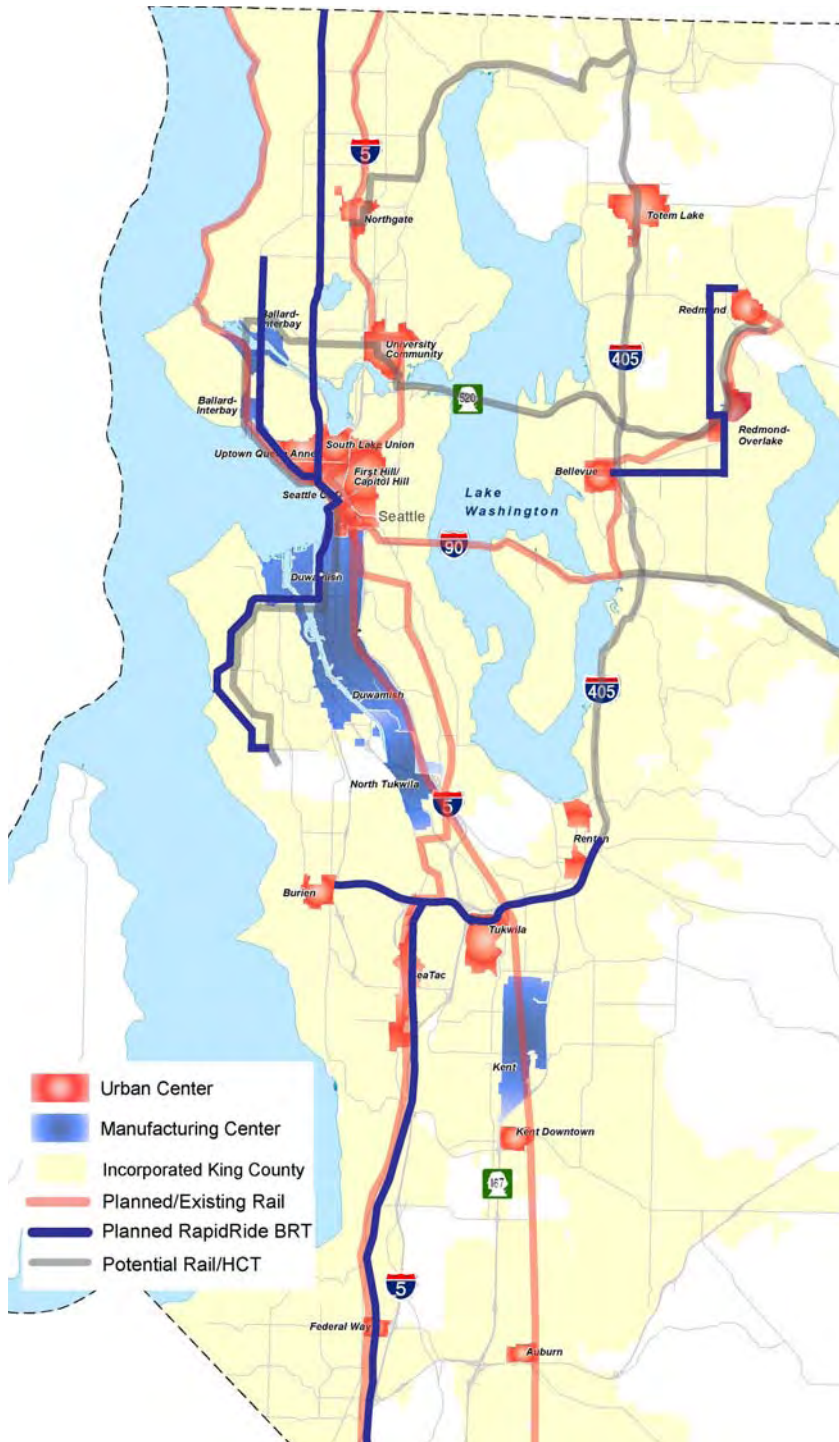 5
Northgate
Totem Lake
Redmond
Ballard-
Interbay
University
Community
405
520
Ballard-
Interbay
Redmond-
Overlake
South Lake Union
Uptown Queen Anne
First Hill/
Capitol Hill
Bellevue
Lake
Washington
Seattle
Seattle
90
Duwamish
405
Duwamish
North Tukwila
5
Renton
Burien
Tukwila
eaTac
Kent
Urban Center
Manufacturing Center
Kent Downtown
Incorporated King County
167
Planned/Existing Rail
Planned RapidRide BRT
Potential Rail/HCT
5
Federal Way
Auburn